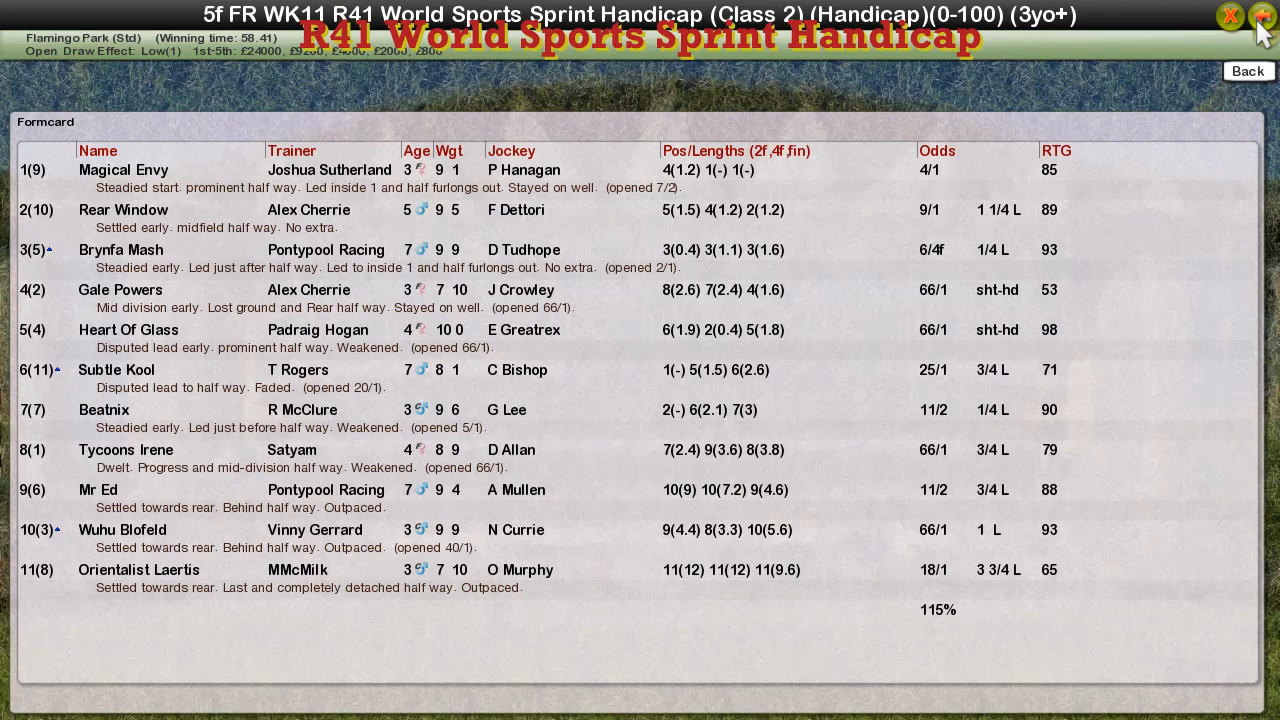 5f FR WK11 R41 World Sports Sprint Handicap (Class 2) (Handicap)(0-100) (3yo+)
R41 World Sports Sprint Handicap
Flamingo Park (Std) (Winning time: 58.41)
Open Draw Effect: Low(1) 1st-5th: £24000, £9200, £4000, £2000, £800
Back
Formcard
Name Trainer Age Wgt Jockey Pos/Lengths (2f,4f,fin) Odds RTG
1(9) Magical Envy Joshua Sutherland 3 9 1 P Hanagan 4(1.2) 1(-) 1(-) 4/1 85
Steadied start. prominent half way. Led inside 1 and half furlongs out. Stayed on well. (opened 7/2).
2(10) Rear Window Alex Cherrie 5 9 5 F Dettori 5(1.5) 4(1.2) 2(1.2) 9/1 1 1/4 L 89
Settled early. midfield half way. No extra.
3(5) Brynfa Mash Pontypool Racing 7 9 9 D Tudhope 3(0.4) 3(1.1) 3(1.6) 6/4f 1/4 L 93
Steadied early. Led just after half way. Led to inside 1 and half furlongs out. No extra. (opened 2/1).
4(2) Gale Powers Alex Cherrie 3 7 10 J Crowley 8(2.6) 7(2.4) 4(1.6) 66/1 sht-hd 53
Mid division early. Lost ground and Rear half way. Stayed on well. (opened 66/1).
5(4) Heart Of Glass Padraig Hogan 4 10 0 E Greatrex 6(1.9) 2(0.4) 5(1.8) 66/1 sht-hd 98
Disputed lead early. prominent half way. Weakened. (opened 66/1).
6(11) Subtle Kool T Rogers 7 8 1 C Bishop 1(-) 5(1.5) 6(2.6) 25/1 3/4 L 71
Disputed lead to half way. Faded. (opened 20/1).
7(7) Beatnix R McClure 3 9 6 G Lee 2(-) 6(2.1) 7(3) 11/2 1/4 L 90
Steadied early. Led just before half way. Weakened. (opened 5/1).
8(1) Tycoons Irene Satyam 4 8 9 D Allan 7(2.4) 9(3.6) 8(3.8) 66/1 3/4 L 79
Dwelt. Progress and mid-division half way. Weakened. (opened 66/1).
9(6) Mr Ed Pontypool Racing 7 9 4 A Mullen 10(9) 10(7.2) 9(4.6) 11/2 3/4 L 88
Settled towards rear. Behind half way. Outpaced.
10(3) Wuhu Blofeld Vinny Gerrard 3 9 9 N Currie 9(4.4) 8(3.3) 10(5.6) 66/1 1 L 93
Settled towards rear. Behind half way. Outpaced. (opened 40/1).
11(8) Orientalist Laertis MMcMilk 3 7 10 O Murphy 11(12) 11(12) 11(9.6) 18/1 3 3/4 L 65
Settled towards rear. Last and completely detached half way. Outpaced.
115%